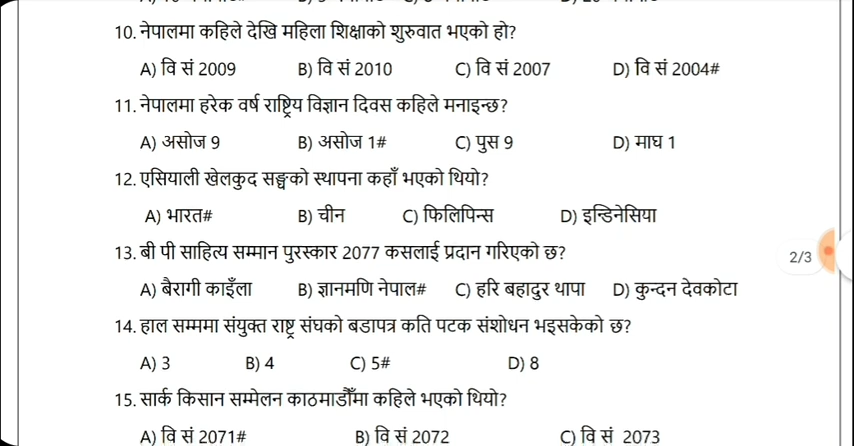 10. नेपालमा कहिले देखि महिला शिक्षाको शुरुवात भएको हो?
A) वि सं 2009 B) वि सं 2010 C) वि सं 2007 D) वि सं 2004#
11. नेपालमा हरेक वर्ष राष्ट्रिय विज्ञान दिवस कहिले मनाइन्छ?
A) असोज 9 B) असोज 1# C) पुस 9 D) माघ 1
12. एसियाली खेलकुद सङ्घको स्थापना कहाँ भएको थियो?
A) भारत# B) चीन C) फिलिपिन्स D) इन्डिनेसिया
13. बी पी साहित्य सम्मान पुरस्कार 2077 कसलाई प्रदान गरिएको छ?
2/3
A) बैरागी काइँला B) ज्ञानमणि नेपाल# C) हरि बहादुर थापा D) कुन्दन देवकोटा
14. हाल सम्ममा संयुक्त राष्ट्र संघको बडापत्र कति पटक संशोधन भइसकेको छ?
A) 3 B) 4 C) 5# D) 8
15. सार्क किसान सम्मेलन काठमाडौँमा कहिले भएको थियो?
A) वि सं 2071# B) वि सं 2072 C) वि सं 2073